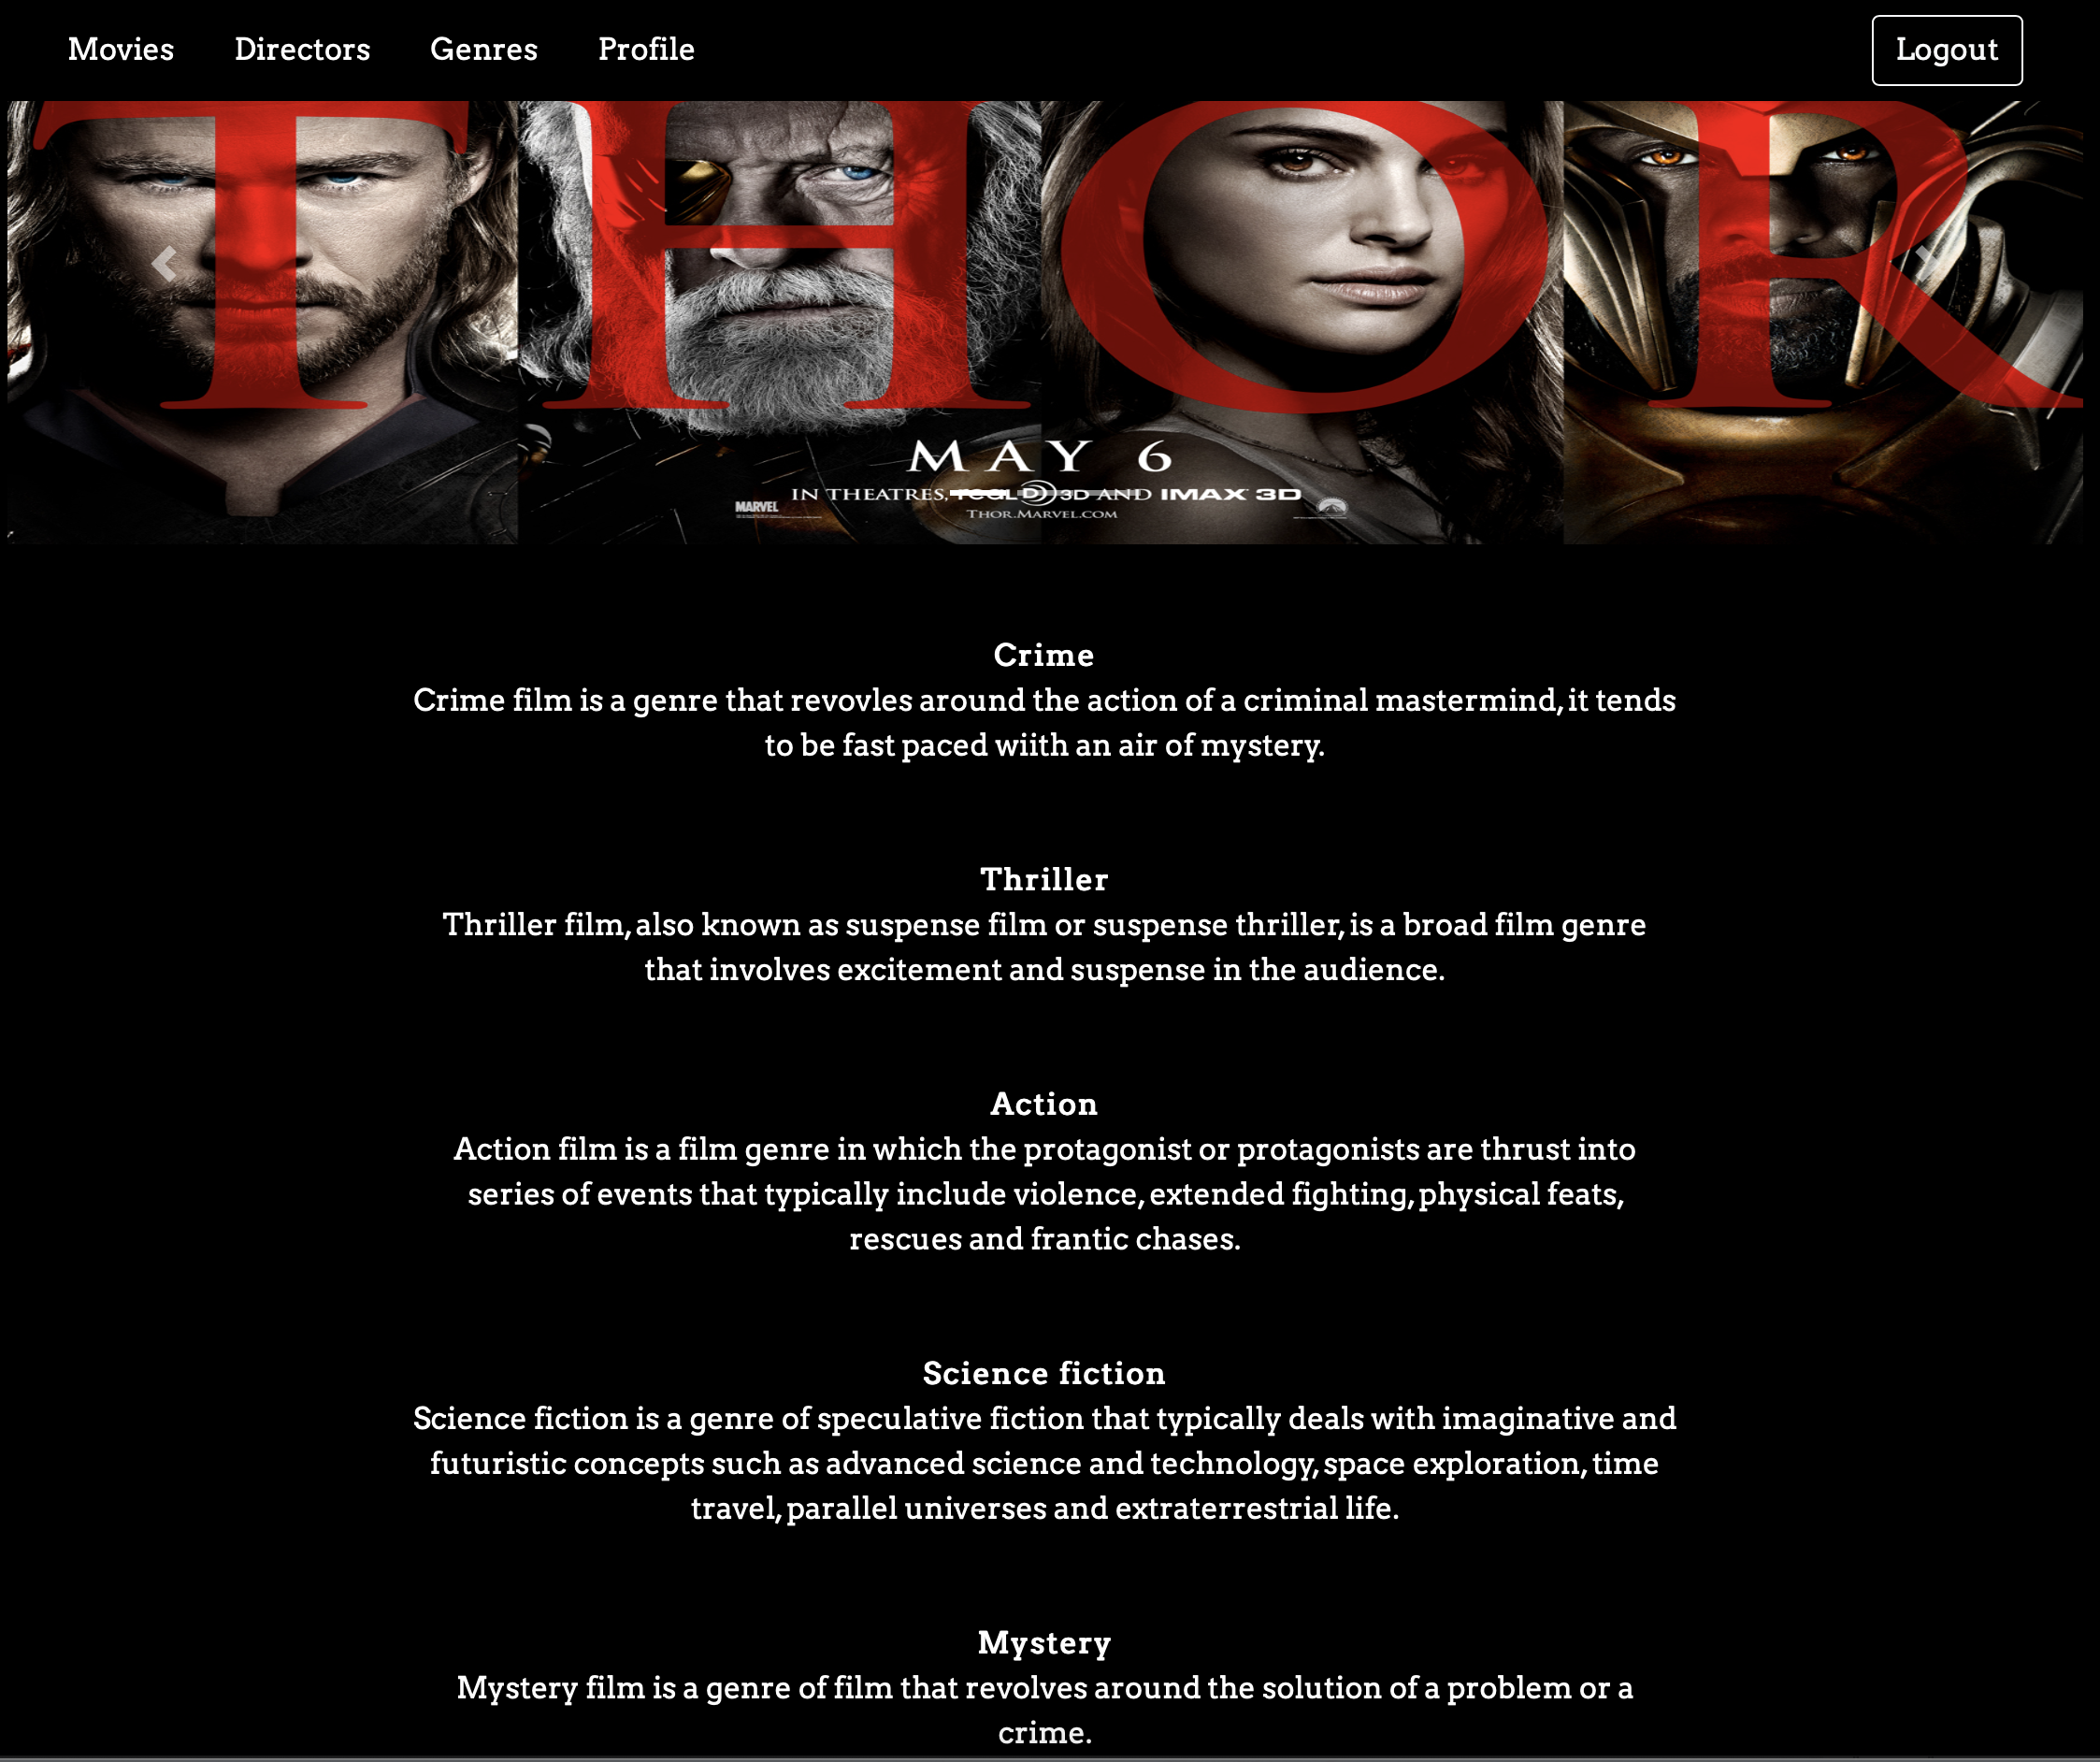 Movies Directors Genres Profile Logout
THOR
MAY 6
IN THEATRES, 3D AND IMAX 3D
MARVEL
THOR.MARVEL.COM
Crime
Crime film is a genre that revovles around the action of a criminal mastermind, it tends
to be fast paced wiith an air of mystery.
Thriller
Thriller film, also known as suspense film or suspense thriller, is a broad film genre
that involves excitement and suspense in the audience.
Action
Action film is a film genre in which the protagonist or protagonists are thrust into
series of events that typically include violence, extended fighting, physical feats,
rescues and frantic chases.
Science fiction
Science fiction is a genre of speculative fiction that typically deals with imaginative and
futuristic concepts such as advanced science and technology, space exploration, time
travel, parallel universes and extraterrestrial life.
Mystery
Mystery film is a genre of film that revolves around the solution of a problem or a
crime.